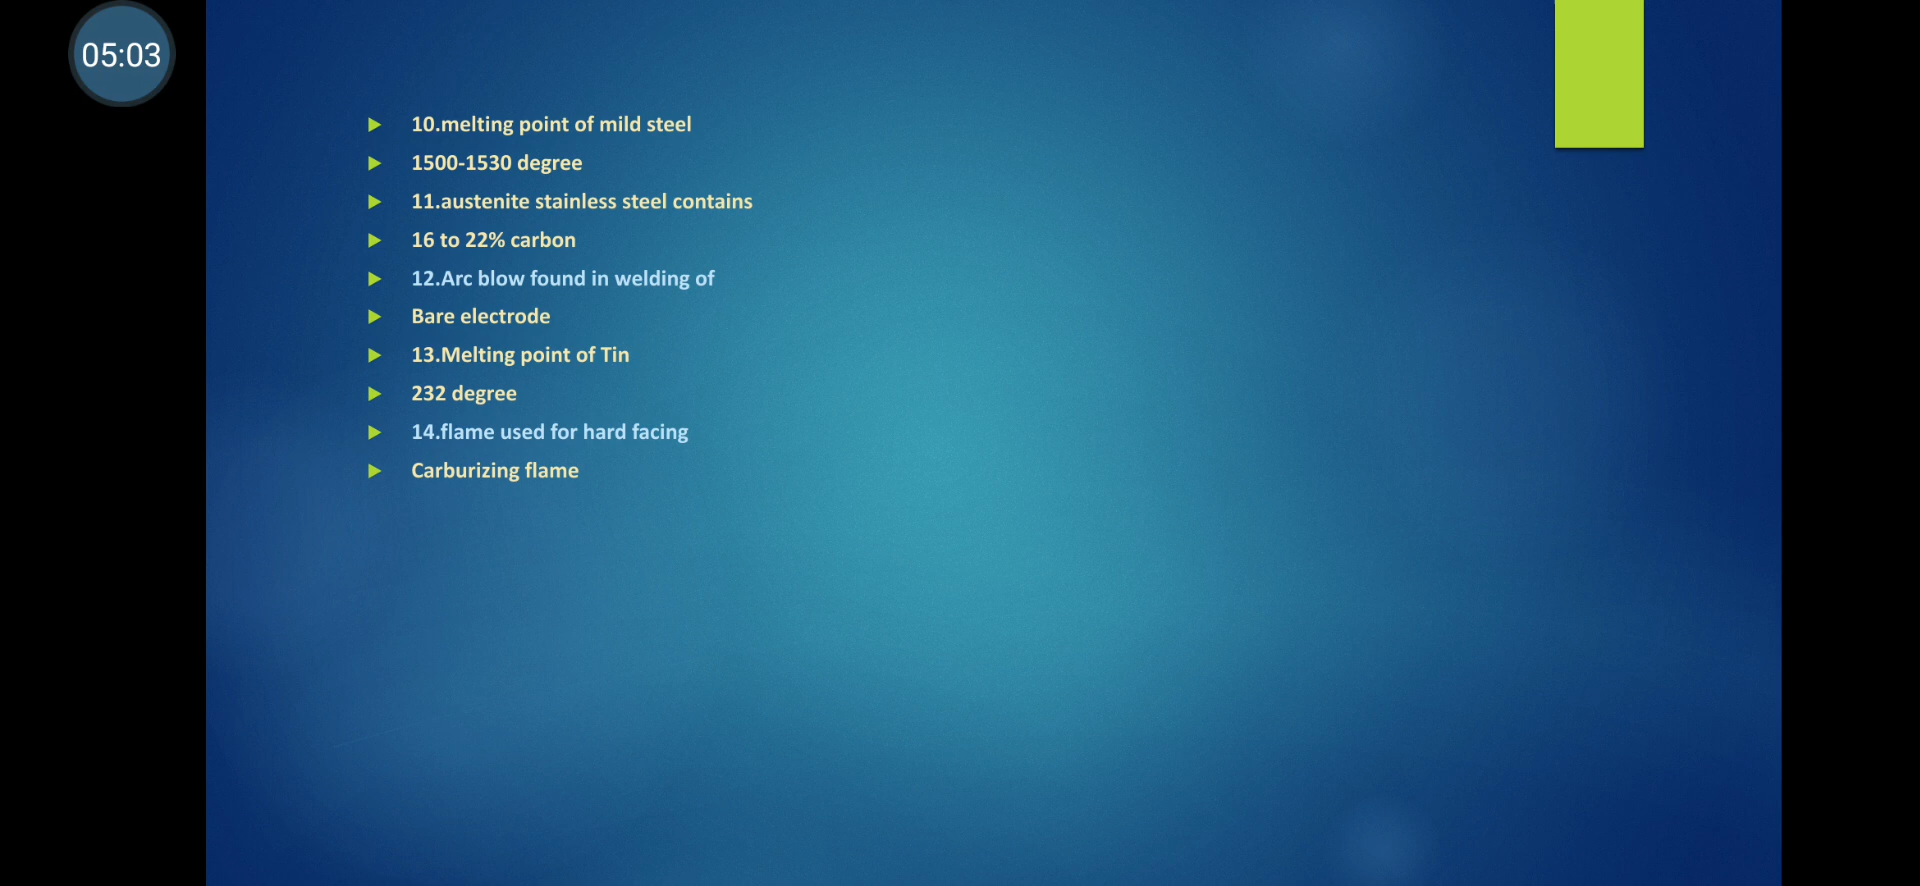 05:03
10.melting point of mild steel
1500-1530 degree
11.austenite stainless steel contains
16 to 22% carbon
12.Arc blow found in welding of
Bare electrode
13.Melting point of Tin
232 degree
14.flame used for hard facing
Carburizing flame